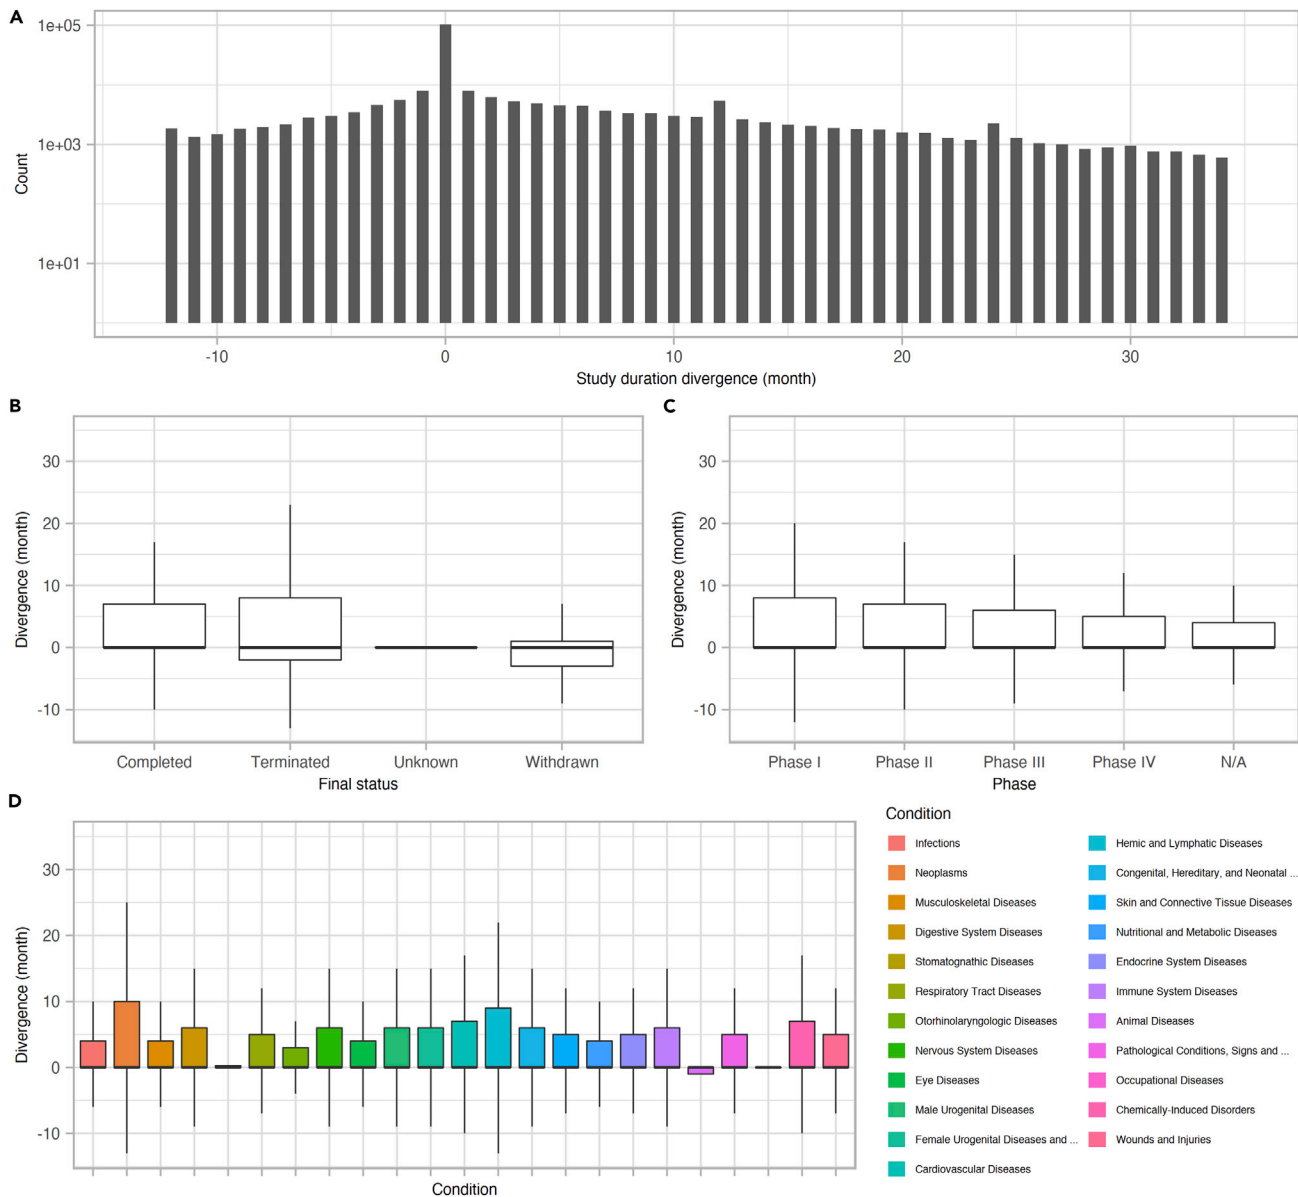 A
1e+05
1e+03
1e+01
Count
-10 0 10 20 30
Study duration divergence (month)
B
30
20
10
0
-10
Divergence (month)
Completed Terminated Unknown Withdrawn
Final status
C
30
20
10
0
-10
Divergence (month)
Phase I Phase II Phase III Phase IV N/A
Phase
D
30
20
10
0
-10
Divergence (month)
Condition
Condition
Infections
Neoplasms
Musculoskeletal Diseases
Digestive System Diseases
Stomatognathic Diseases
Respiratory Tract Diseases
Otorhinolaryngologic Diseases
Nervous System Diseases
Eye Diseases
Male Urogenital Diseases
Female Urogenital Diseases and ...
Cardiovascular Diseases
Hemic and Lymphatic Diseases
Congenital, Hereditary, and Neonatal ...
Skin and Connective Tissue Diseases
Nutritional and Metabolic Diseases
Endocrine System Diseases
Immune System Diseases
Animal Diseases
Pathological Conditions, Signs and ...
Occupational Diseases
Chemically-Induced Disorders
Wounds and Injuries